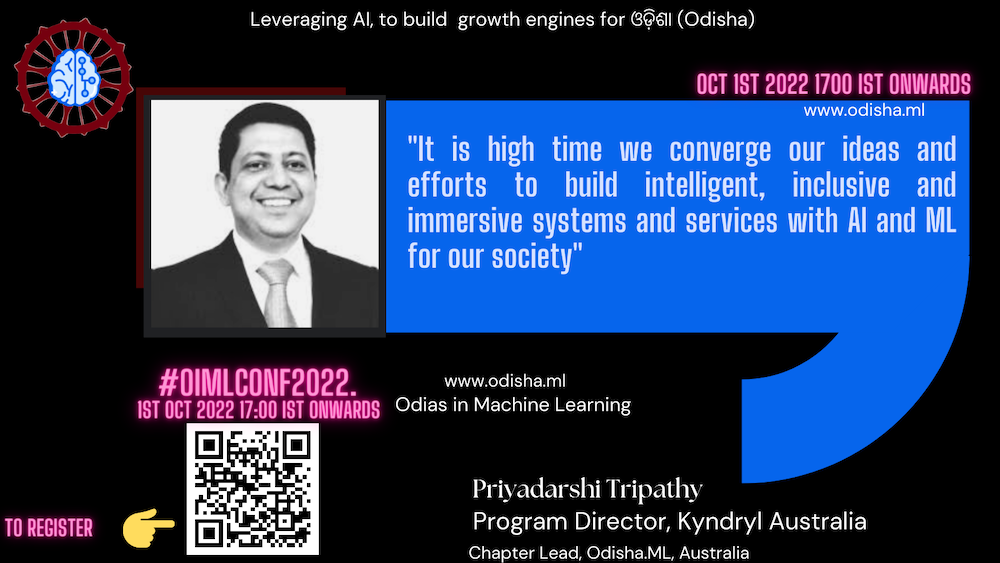 Leveraging AI, to build growth engines for ଓଡ଼ିଶା (Odisha)
OCT 1ST 2022 1700 IST ONWARDS
www.odisha.ml
"It is high time we converge our ideas and
efforts to build intelligent, inclusive and
immersive systems and services with AI and ML
for our society"
#OIMLCONF2022.
1ST OCT 2022 17:00 IST ONWARDS
www.odisha.ml
Odias in Machine Learning
TO REGISTER
Priyadarshi Tripathy
Program Director, Kyndryl Australia
Chapter Lead, Odisha.ML, Australia